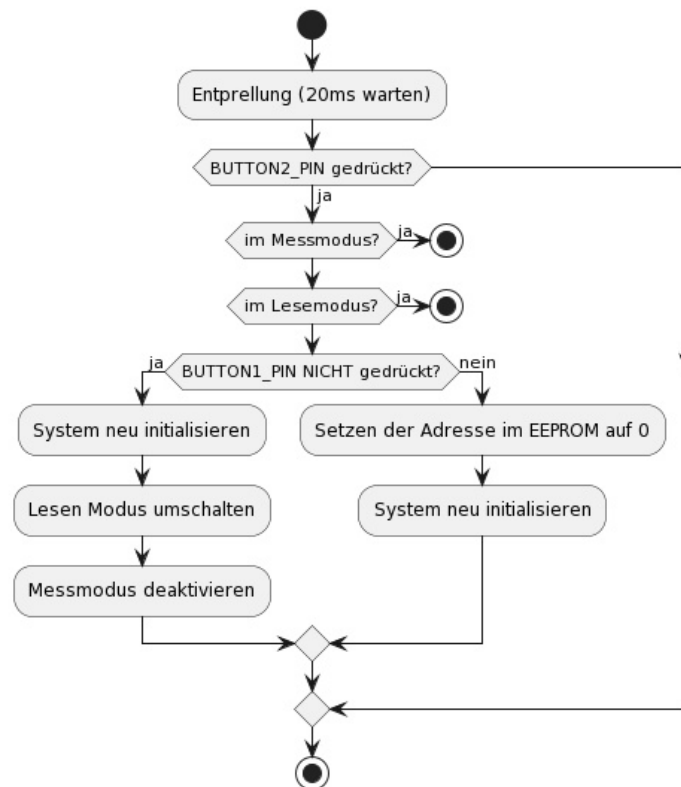 Entprellung (20ms warten)
BUTTON2_PIN gedrückt?
ja
im Messmodus?
ja
im Lesemodus?
ja
BUTTON1_PIN NICHT gedrückt?
ja
nein
System neu initialisieren
Setzen der Adresse im EEPROM auf 0
Lesen Modus umschalten
System neu initialisieren
Messmodus deaktivieren